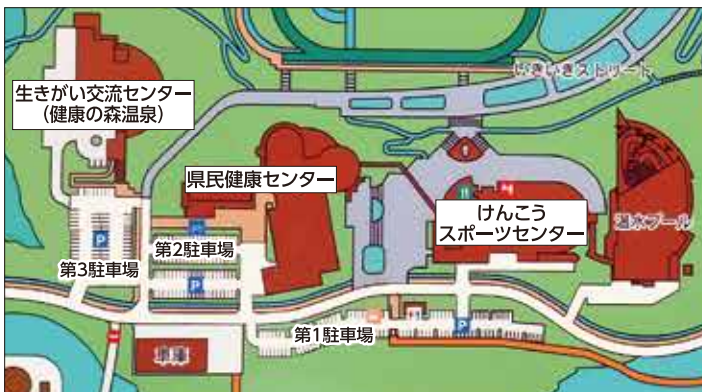 いきいきストリート
生きがい交流センター
（健康の森温泉）
県民健康センター
けんこう
スポーツセンター
温水プール
第2駐車場
P
第3駐車場
P
P
第1駐車場
P
車庫